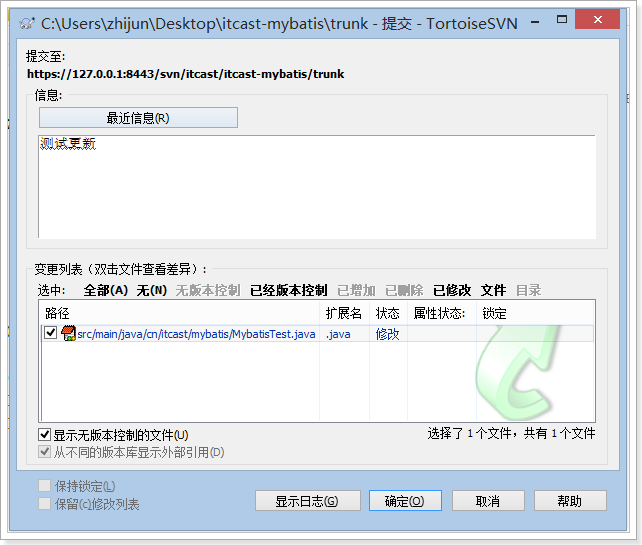 C:\Users\zhijun\Desktop\itcast-mybatis\trunk - 提交 - TortoiseSVN
提交至:
https://127.0.0.1:8443/svn/itcast/itcast-mybatis/trunk
信息:
最近信息(R)
测试更新
变更列表（双击文件查看差异）:
选中: 全部(A) 无(N) 无版本控制 已经版本控制 已增加 已删除 已修改 文件 目录
路径 扩展名 状态 属性状态: 锁定
src/main/java/cn/itcast/mybatis/MybatisTest.java .java 修改
显示无版本控制的文件(U) 选择了 1 个文件，共有 1 个文件
从不同的版本库显示外部引用(D)
保持锁定(L)
保留(c)修改列表
显示日志(G) 确定(O) 取消 帮助